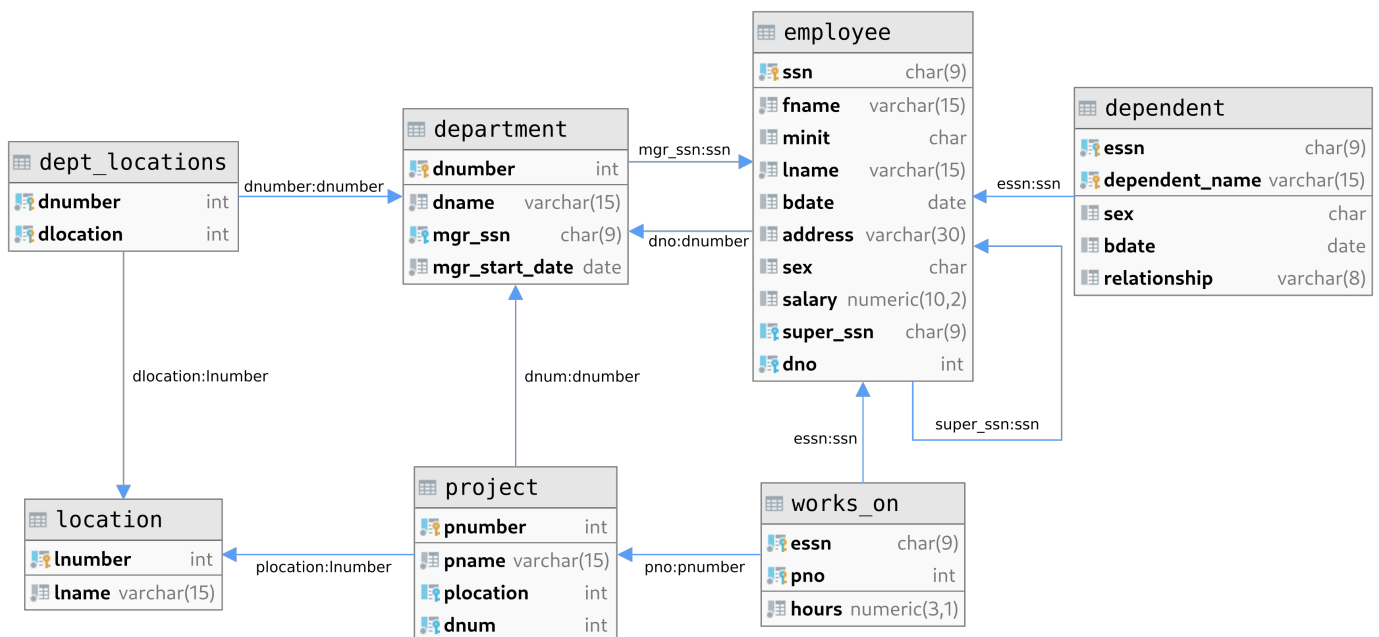 employee
ssn char(9)
fname varchar(15)
minit char
lname varchar(15)
bdate date
address varchar(30)
sex char
salary numeric(10,2)
super_ssn char(9)
dno int
dependent
essn char(9)
dependent_name varchar(15)
sex char
bdate date
relationship varchar(8)
department
dnumber int
dname varchar(15)
mgr_ssn char(9)
mgr_start_date date
dept_locations
dnumber int
dlocation int
mgr_ssn:ssn
dnumber:dnumber
essn:ssn
dno:dnumber
dlocation:lnumber
dnum:dnumber
super_ssn:ssn
essn:ssn
project
pnumber int
pname varchar(15)
plocation int
dnum int
works_on
essn char(9)
pno int
hours numeric(3,1)
location
lnumber int
lname varchar(15)
plocation:lnumber
pno:pnumber